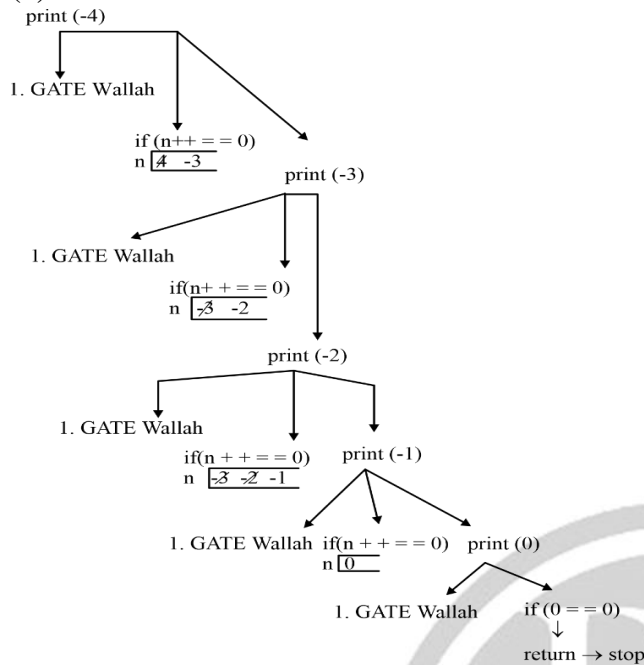 print (-4)
1. GATE Wallah
if (n++ = = 0)
n 4 -3
print (-3)
1. GATE Wallah
if(n+ + = = 0)
n -3 -2
print (-2)
1. GATE Wallah
if(n + + = = 0)
n -3 -2 -1
print (-1)
1. GATE Wallah if(n + + = = 0) print (0)
n 0
1. GATE Wallah if (0 = = 0)
↓
return → stop